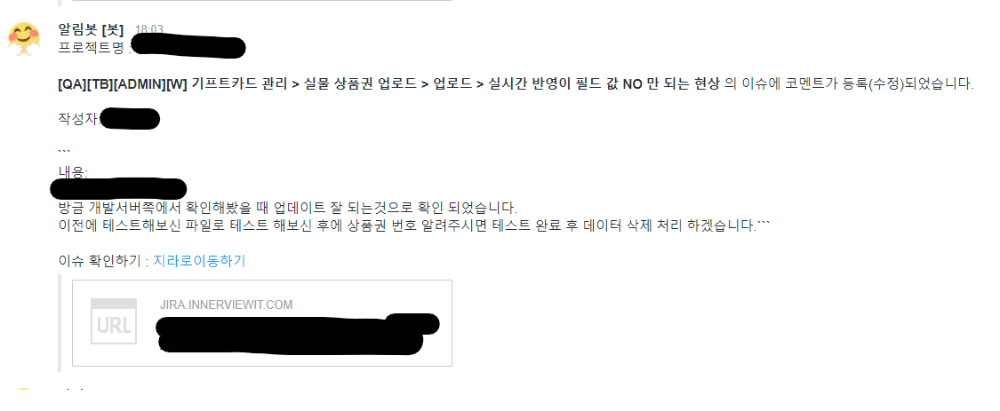 알림봇 [봇] 18:03
프로젝트명 :
[QA][TB][ADMIN][W] 기프트카드 관리 > 실물 상품권 업로드 > 업로드 > 실시간 반영이 필드 값 NO 만 되는 현상 의 이슈에 코멘트가 등록(수정)되었습니다.
작성자:
```
내용:
방금 개발서버쪽에서 확인해봤을 때 업데이트 잘 되는것으로 확인 되었습니다.
이전에 테스트해보신 파일로 테스트 해보신 후에 상품권 번호 알려주시면 테스트 완료 후 데이터 삭제 처리 하겠습니다.```
이슈 확인하기 : 지라로이동하기
URL
JIRA.INNERVIEWIT.COM